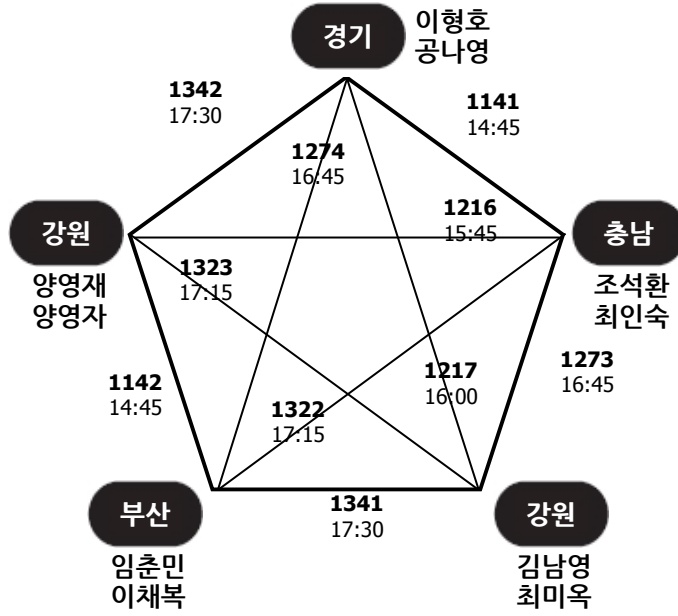 경기
이형호
공나영
1342
17:30
1141
14:45
1274
16:45
1216
15:45
강원
양영재
양영자
충남
조석환
최인숙
1323
17:15
1142
14:45
1322
17:15
1217
16:00
1273
16:45
부산
임춘민
이채복
1341
17:30
강원
김남영
최미옥